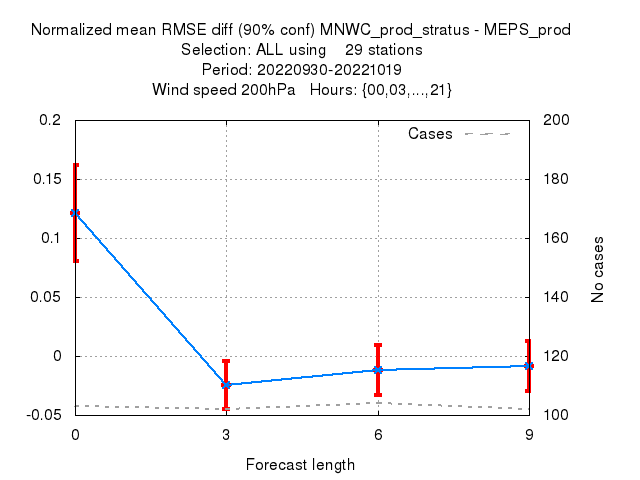 Normalized mean RMSE diff (90% conf) MNWC_prod_stratus - MEPS_prod
Selection: ALL using    29 stations
Period: 20220930-20221019
Wind speed 200hPa   Hours: {00,03,...,21}
Cases
0.2
0.15
0.1
0.05
0
-0.05
200
180
160
140
120
100
No cases
0
3
6
9
Forecast length